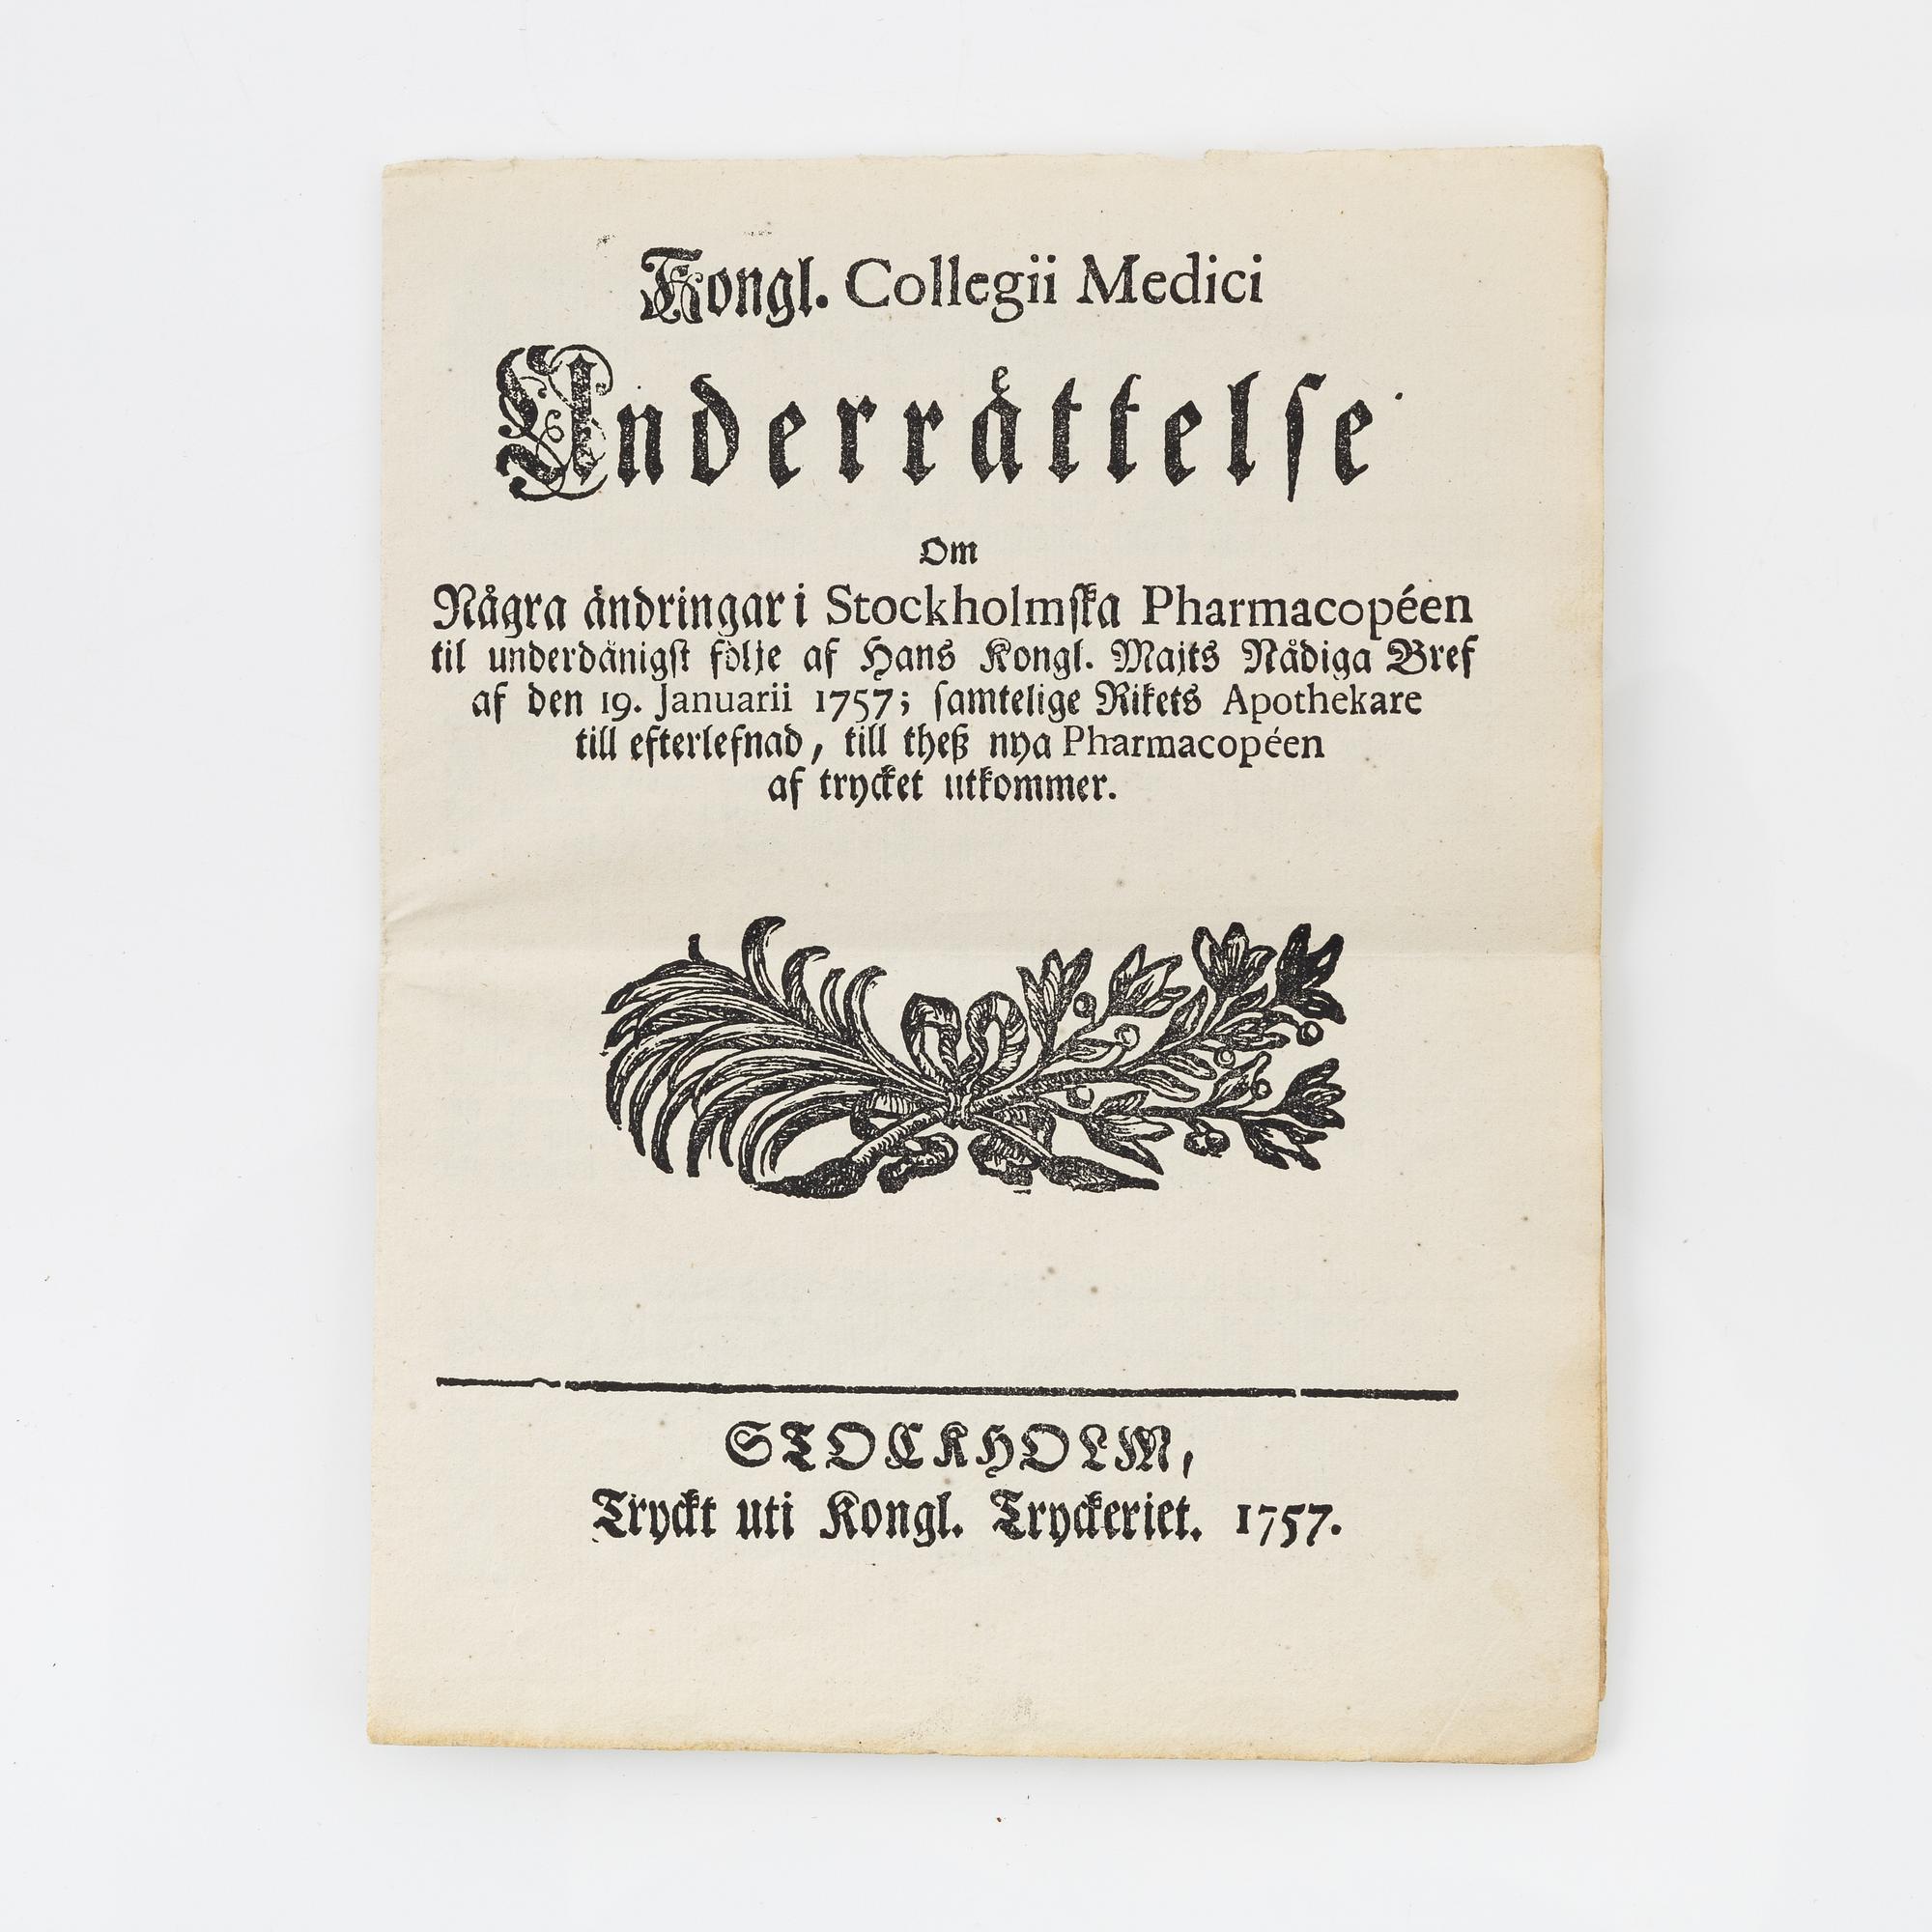 Kongl. Collegii Medici
Underrättelse
Om
Några ändringar i Stockholmſka Pharmacopéen
til underdånigſt följe af Hans Kongl. Majts Nådiga Bref
af den 19. Januarii 1757; ſamtelige Rikets Apothekare
till efterlefnad, till theß nya Pharmacopéen
af trycket utkommer.
STOCKHOLM,
Tryckt uti Kongl. Tryckeriet. 1757.